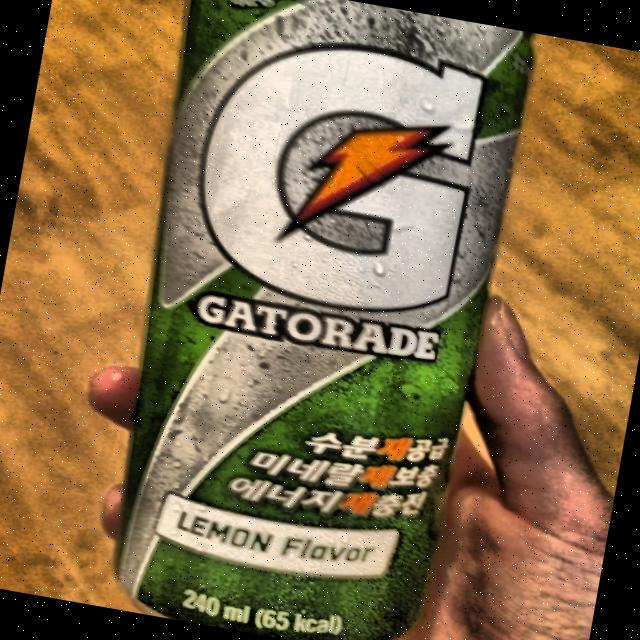 G
GATORADE
수분재공급
미네랄재보충
에너지재충전
LEMON Flavor
240 ml (65 kcal)